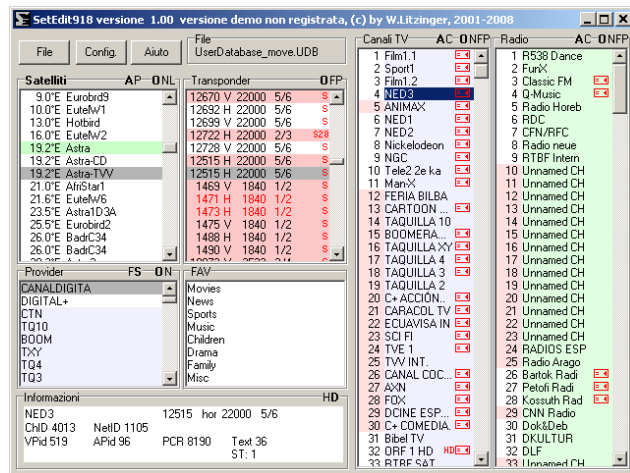 SetEdit918 versione 1.00 versione demo non registrata, (c) by W.Litzinger, 2001-2008
File
Config.
Aiuto
File
UserDatabase_move.UDB
Satelliti AP ONL
9.0°E Eurobrd9
10.0°E EutelW1
13.0°E Hotbird
16.0°E EutelW2
19.2°E Astra
19.2°E Astra-CD
19.2°E Astra-TVV
21.0°E AfriStar1
21.6°E EutelW6
23.5°E Astra1D3A
25.5°E Eurobird2
26.0°E BadrC34
26.0°E BadrC34
Transponder OFP
12670 V 22000 5/6 S
12692 H 22000 5/6 S
12699 V 22000 5/6 S
12722 H 22000 2/3 S28
12728 V 22000 5/6 S
12515 H 22000 5/6 S
12515 H 22000 5/6 S
1469 V 1840 1/2 S
1471 H 1840 1/2 S
1473 H 1840 1/2 S
1475 V 1840 1/2 S
1488 H 1840 1/2 S
1490 V 1840 1/2 S
Provider FS ON
CANALDIGITA
DIGITAL+
CTN
TQ10
BOOM
TXY
TQ4
TQ3
FAV
Movies
News
Sports
Music
Children
Drama
Family
Misc
Informazioni HD
NED3 12515 hor 22000 5/6
ChID 4013 NetID 1105
VPid 519 APid 96 PCR 8190 Text 36
ST: 1
Canali TV AC ONFP
1 Film1.1
2 Sport1
3 Film1.2
4 NED3
5 ANIMAX
6 NED1
7 NED2
8 Nickelodeon
9 NGC
10 Tele2 2e ka
11 Man-X
12 FERIA BILBA
13 CARTOON ...
14 TAQUILLA 10
15 BOOMERA...
16 TAQUILLA XY
17 TAQUILLA 4
18 TAQUILLA 3
19 TAQUILLA 2
20 C+ ACCIÓN..
21 CARACOL TV
22 ECUAVISA IN
23 SCI FI
24 TVE 1
25 TVV INT.
26 CANAL COC...
27 AXN
28 FOX
29 DCINE ESP...
30 C+ COMEDIA.
31 Bibel TV
32 ORF 1 HD HD
33 RTBF SAT
Radio AC ONFP
1 R538 Dance
2 FunX
3 Classic FM
4 Q-Music
5 Radio Horeb
6 RDC
7 CFN/RFC
8 Radio neue
9 RTBF Intern
10 Unnamed CH
11 Unnamed CH
12 Unnamed CH
13 Unnamed CH
14 Unnamed CH
15 Unnamed CH
16 Unnamed CH
17 Unnamed CH
18 Unnamed CH
19 Unnamed CH
20 Unnamed CH
21 Unnamed CH
22 Unnamed CH
23 Unnamed CH
24 RADIOS ESP
25 Radio Arago
26 Bartok Radi
27 Petofi Radi
28 Kossuth Rad
29 CNN Radio
30 Dok&Deb
31 DKULTUR
32 DLF
33 Unnamed CH